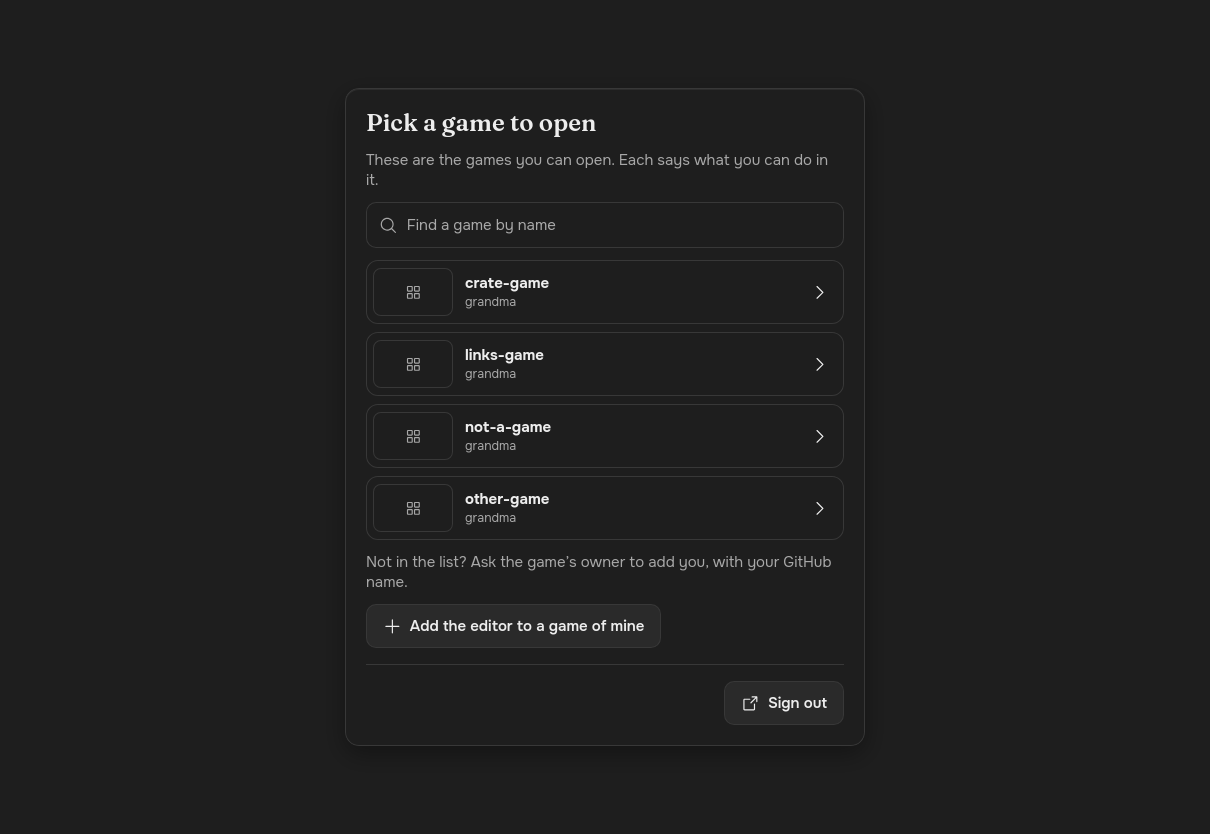 Pick a game to open
These are the games you can open. Each says what you can do in
it.
Find a game by name
crate-game
grandma
links-game
grandma
not-a-game
grandma
other-game
grandma
Not in the list? Ask the game’s owner to add you, with your GitHub
name.
Add the editor to a game of mine
Sign out